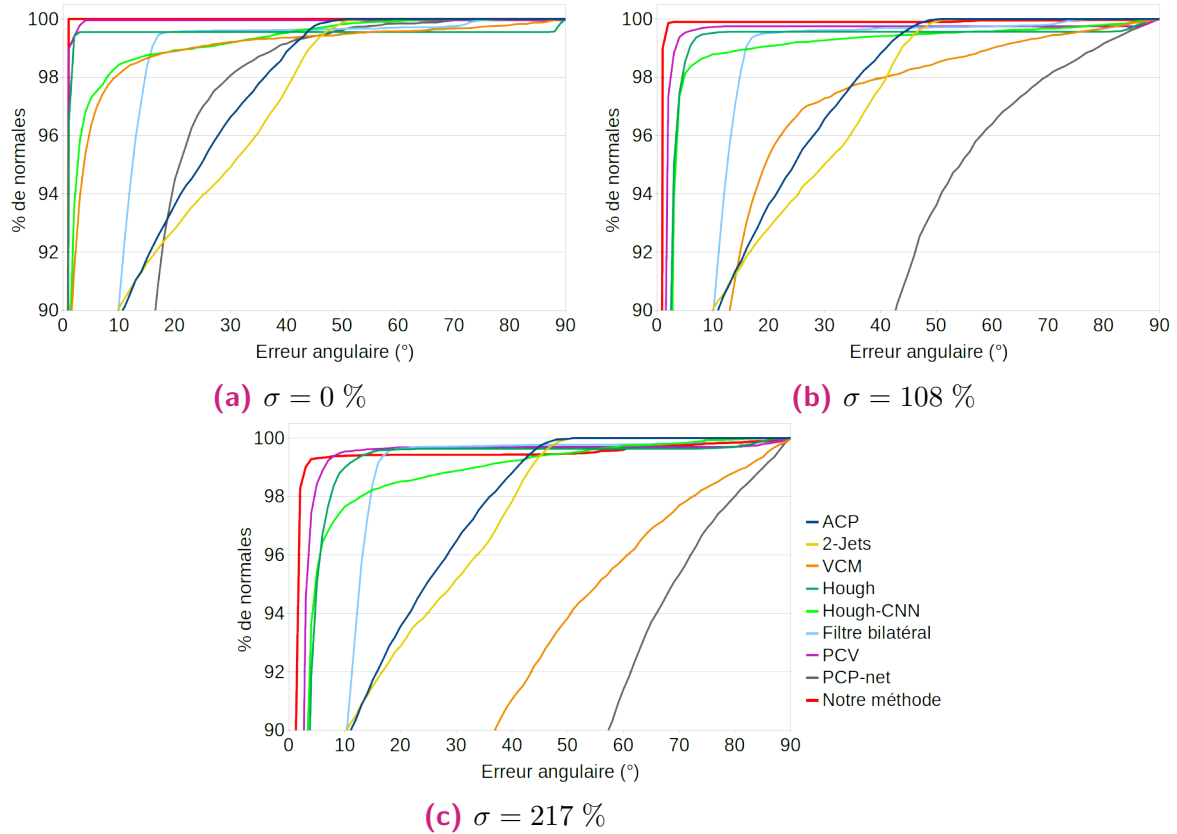 % de normales
100
98
96
94
92
90
0 10 20 30 40 50 60 70 80 90
Erreur angulaire (°)
(a) σ = 0 %
% de normales
100
98
96
94
92
90
0 10 20 30 40 50 60 70 80 90
Erreur angulaire (°)
(b) σ = 108 %
% de normales
100
98
96
94
92
90
0 10 20 30 40 50 60 70 80 90
Erreur angulaire (°)
ACP
2-Jets
VCM
Hough
Hough-CNN
Filtre bilatéral
PCV
PCP-net
Notre méthode
(c) σ = 217 %